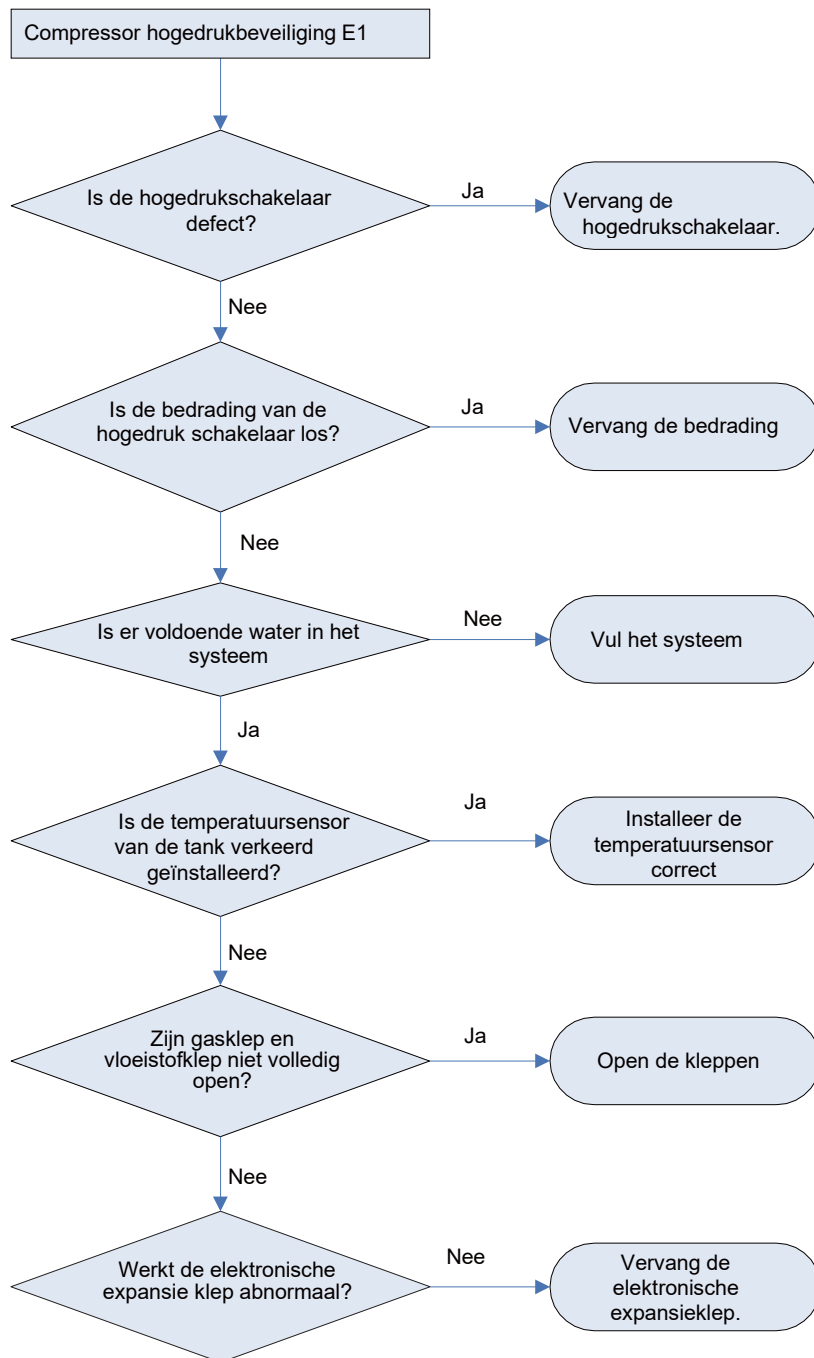 Compressor hogedrukbeveiliging E1
Is de hogedrukschakelaar
defect?
Ja
Vervang de
hogedrukschakelaar.
Nee
Is de bedrading van de
hogedruk schakelaar los?
Ja
Vervang de bedrading
Nee
Is er voldoende water in het
systeem
Nee
Vul het systeem
Ja
Is de temperatuursensor
van de tank verkeerd
geïnstalleerd?
Ja
Installeer de
temperatuursensor
correct
Nee
Zijn gasklep en
vloeistofklep niet volledig
open?
Ja
Open de kleppen
Nee
Werkt de elektronische
expansie klep abnormaal?
Nee
Vervang de
elektronische
expansieklep.